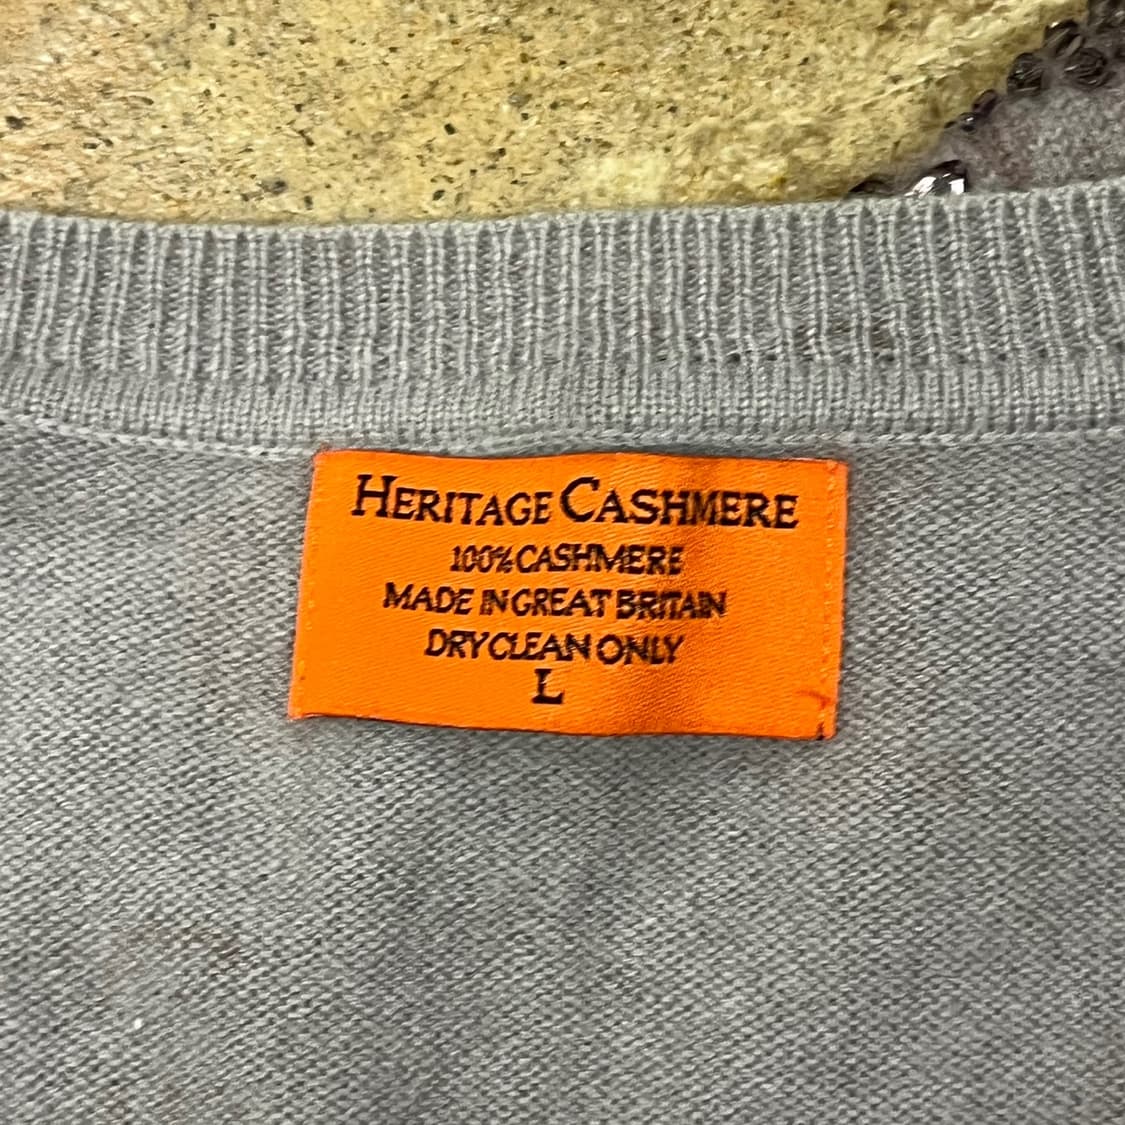 HERITAGE CASHMERE
100% CASHMERE
MADE IN GREAT BRITAIN
DRY CLEAN ONLY
L